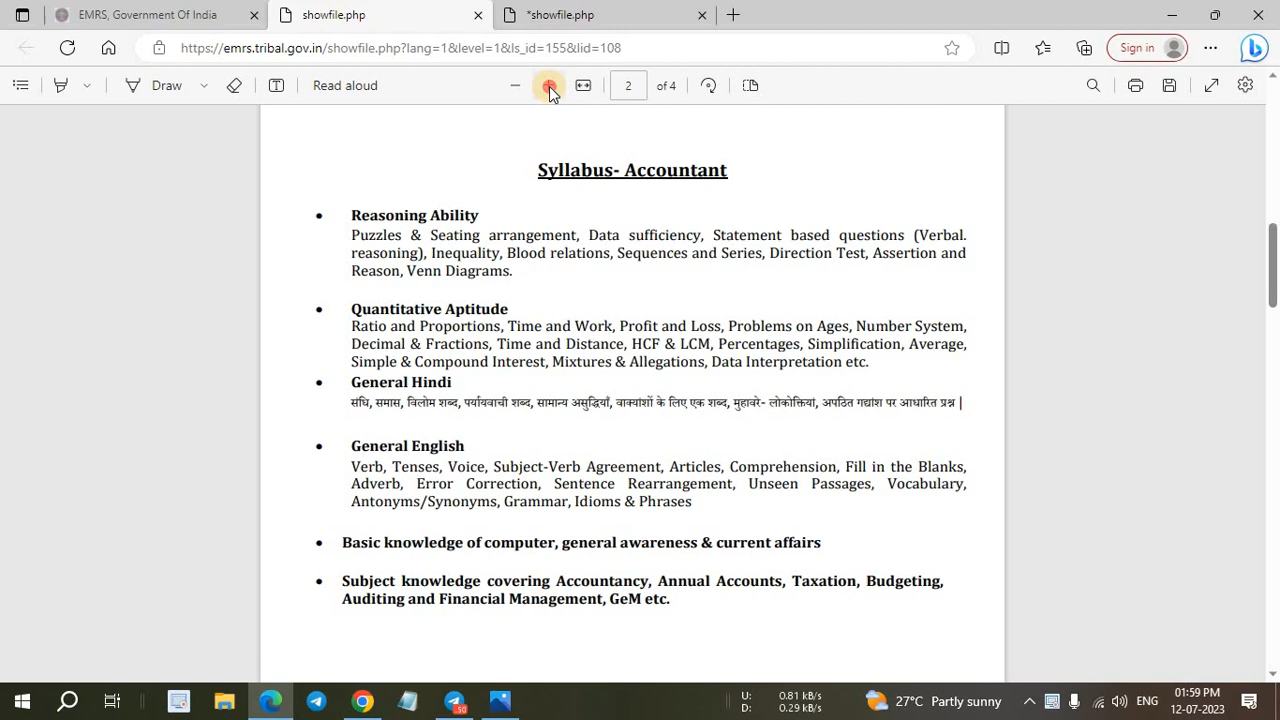 EMRS, Government Of India
showfile.php
*showfile.php
https://emrs.tribal.gov.in/showfile.php?lang=1&level=1&ls_id=155&lid=108
Sign in
Draw
Read aloud
2 of 4
Syllabus- Accountant
• Reasoning Ability
Puzzles & Seating arrangement, Data sufficiency, Statement based questions (Verbal.
reasoning), Inequality, Blood relations, Sequences and Series, Direction Test, Assertion and
Reason, Venn Diagrams.
• Quantitative Aptitude
Ratio and Proportions, Time and Work, Profit and Loss, Problems on Ages, Number System,
Decimal & Fractions, Time and Distance, HCF & LCM, Percentages, Simplification, Average,
Simple & Compound Interest, Mixtures & Allegations, Data Interpretation etc.
• General Hindi
संधि, समास, विलोम शब्द, पर्यायवाची शब्द, सामान्य असुद्धियाँ, वाक्यांशों के लिए एक शब्द, मुहावरे- लोकोक्तियां, अपठित गद्यांश पर आधारित प्रश्न |
• General English
Verb, Tenses, Voice, Subject-Verb Agreement, Articles, Comprehension, Fill in the Blanks,
Adverb, Error Correction, Sentence Rearrangement, Unseen Passages, Vocabulary,
Antonyms/Synonyms, Grammar, Idioms & Phrases
• Basic knowledge of computer, general awareness & current affairs
• Subject knowledge covering Accountancy, Annual Accounts, Taxation, Budgeting,
Auditing and Financial Management, GeM etc.
50
U: 0.81 kB/s
D: 0.29 kB/s
27°C Partly sunny
ENG
01:59 PM
12-07-2023